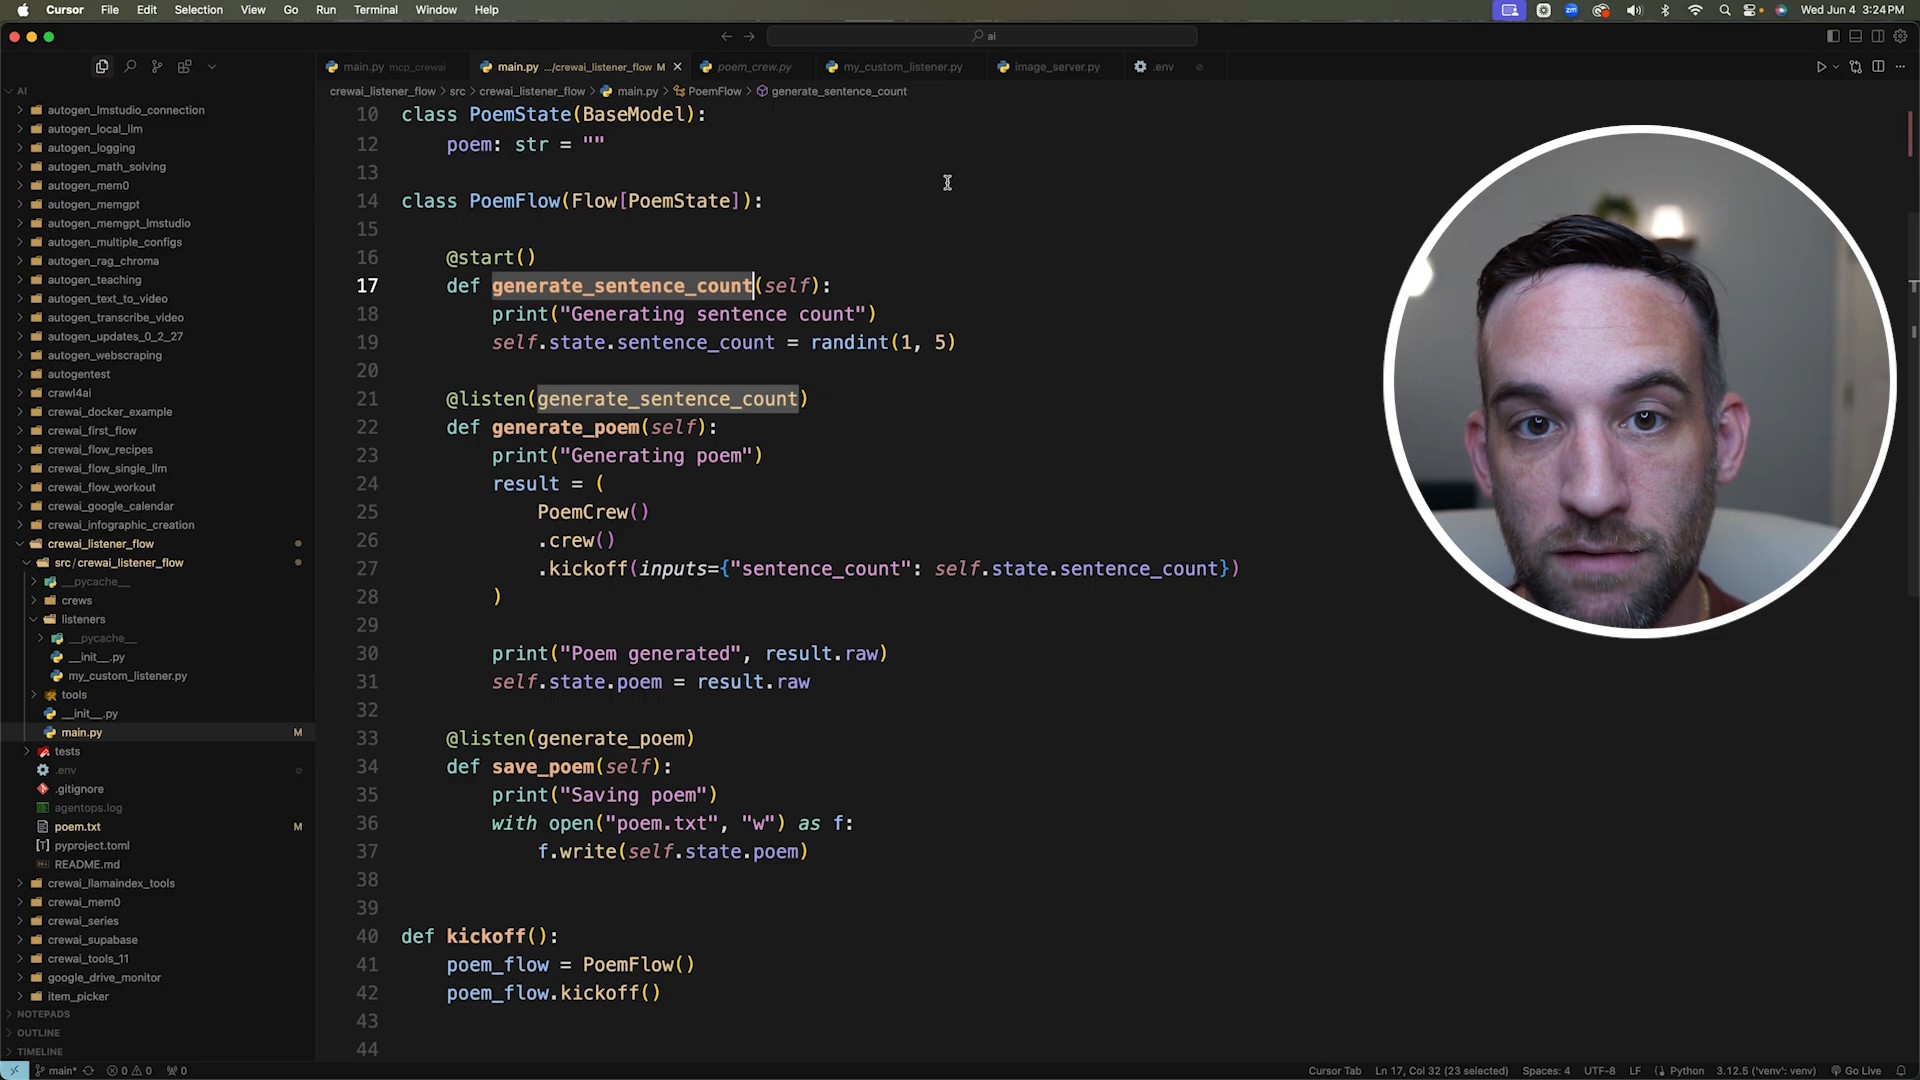 Cursor File Edit Selection View Go Run Terminal Window Help
zm
Wed Jun 4 3:24PM
ai
main.py mcp_crewai
main.py .../crewai_listener_flow M
poem_crew.py
my_custom_listener.py
image_server.py
.env
crewai_listener_flow > src > crewai_listener_flow > main.py > PoemFlow > generate_sentence_count
AI
autogen_lmstudio_connection
autogen_local_llm
autogen_logging
autogen_math_solving
autogen_mem0
autogen_memgpt
autogen_memgpt_lmstudio
autogen_multiple_configs
autogen_rag_chroma
autogen_teaching
autogen_text_to_video
autogen_transcribe_video
autogen_updates_0_2_27
autogen_webscraping
autogentest
crawl4ai
crewai_docker_example
crewai_first_flow
crewai_flow_recipes
crewai_flow_single_llm
crewai_flow_workout
crewai_google_calendar
crewai_infographic_creation
crewai_listener_flow
src/crewai_listener_flow
__pycache__
crews
listeners
__pycache__
__init__.py
my_custom_listener.py
tools
__init__.py
main.py M
tests
.env
.gitignore
agentops.log
poem.txt M
pyproject.toml
README.md
crewai_llamaindex_tools
crewai_mem0
crewai_series
crewai_supabase
crewai_tools_11
google_drive_monitor
item_picker
NOTEPADS
OUTLINE
TIMELINE
10 class PoemState(BaseModel):
12 poem: str = ""
13
14 class PoemFlow(Flow[PoemState]):
15
16 @start()
17 def generate_sentence_count(self):
18 print("Generating sentence count")
19 self.state.sentence_count = randint(1, 5)
20
21 @listen(generate_sentence_count)
22 def generate_poem(self):
23 print("Generating poem")
24 result = (
25 PoemCrew()
26 .crew()
27 .kickoff(inputs={"sentence_count": self.state.sentence_count})
28 )
29
30 print("Poem generated", result.raw)
31 self.state.poem = result.raw
32
33 @listen(generate_poem)
34 def save_poem(self):
35 print("Saving poem")
36 with open("poem.txt", "w") as f:
37 f.write(self.state.poem)
38
39
40 def kickoff():
41 poem_flow = PoemFlow()
42 poem_flow.kickoff()
43
44
main* 0 0 0
Cursor Tab Ln 17, Col 32 (23 selected) Spaces: 4 UTF-8 LF Python 3.12.5 ('venv': venv) Go Live